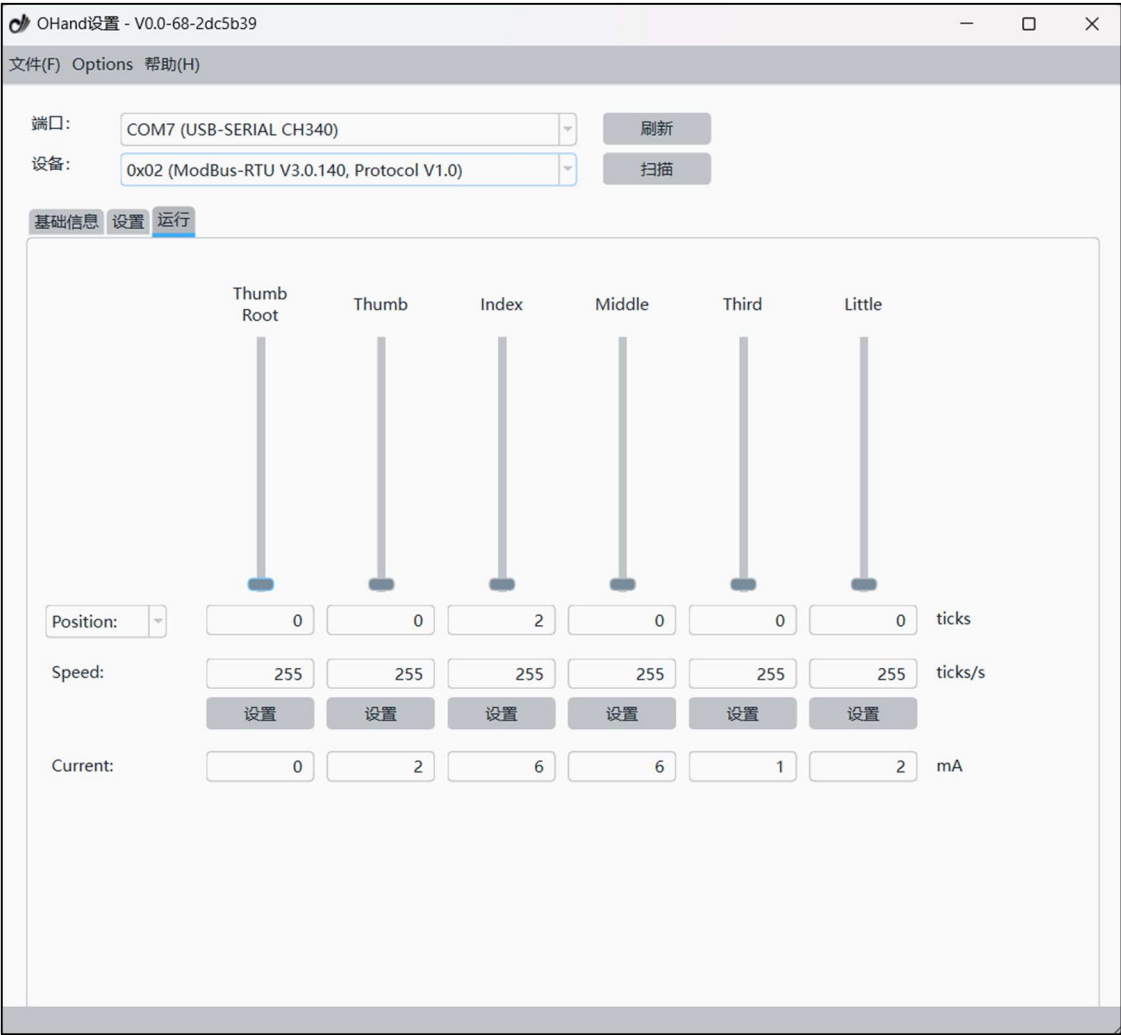 OHand设置 - V0.0-68-2dc5b39
文件(F) Options 帮助(H)
端口: COM7 (USB-SERIAL CH340) 刷新
设备: 0x02 (ModBus-RTU V3.0.140, Protocol V1.0) 扫描
基础信息 设置 运行
Thumb Root Thumb Index Middle Third Little
Position: 0 0 2 0 0 0 ticks
Speed: 255 255 255 255 255 255 ticks/s
设置 设置 设置 设置 设置 设置
Current: 0 2 6 6 1 2 mA